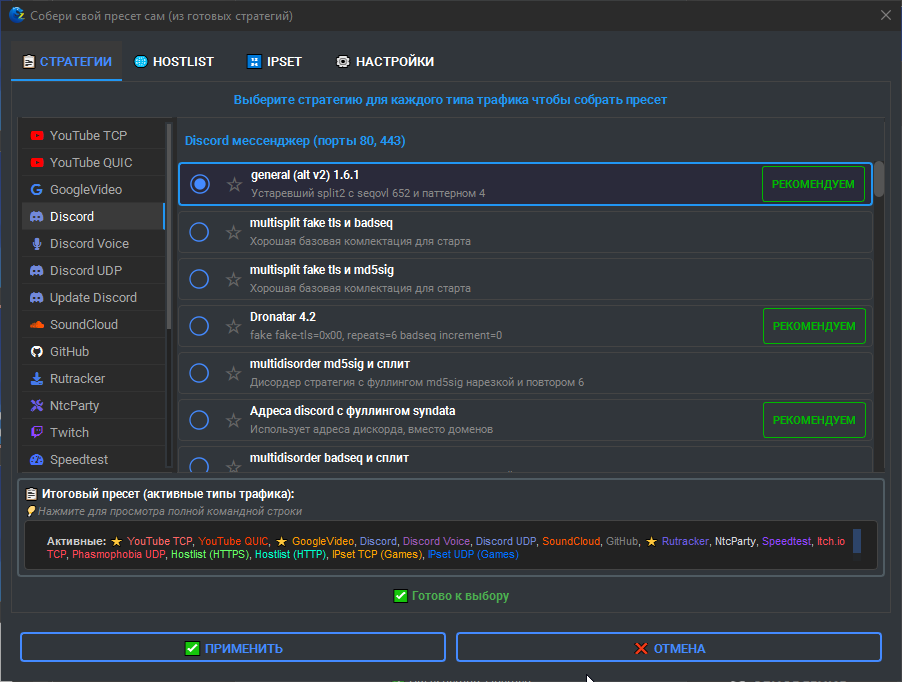 Собери свой пресет сам (из готовых стратегий)
СТРАТЕГИИ HOSTLIST IPSET НАСТРОЙКИ
Выберите стратегию для каждого типа трафика чтобы собрать пресет
YouTube TCP
YouTube QUIC
GoogleVideo
Discord
Discord Voice
Discord UDP
Update Discord
SoundCloud
GitHub
Rutracker
NtcParty
Twitch
Speedtest
Discord мессенджер (порты 80, 443)
general (alt v2) 1.6.1
Устаревший split2 с seqovl 652 и паттерном 4
РЕКОМЕНДУЕМ
multisplit fake tls и badseq
Хорошая базовая комлектация для старта
multisplit fake tls и md5sig
Хорошая базовая комлектация для старта
Dronatar 4.2
fake fake-tls=0x00, repeats=6 badseq increment=0
РЕКОМЕНДУЕМ
multidisorder md5sig и сплит
Дисордер стратегия с фуллингом md5sig нарезкой и повтором 6
Адреса discord с фуллингом syndata
Использует адреса дискорда, вместо доменов
РЕКОМЕНДУЕМ
multidisorder badseq и сплит
Итоговый пресет (активные типы трафика):
Нажмите для просмотра полной командной строки
Активные: ★ YouTube TCP, YouTube QUIC, ★ GoogleVideo, Discord, Discord Voice, Discord UDP, SoundCloud, GitHub, ★ Rutracker, NtcParty, Speedtest, Itch.io
TCP, Phasmophobia UDP, Hostlist (HTTPS), Hostlist (HTTP), IPset TCP (Games), IPset UDP (Games)
Готово к выбору
ПРИМЕНИТЬ ОТМЕНА